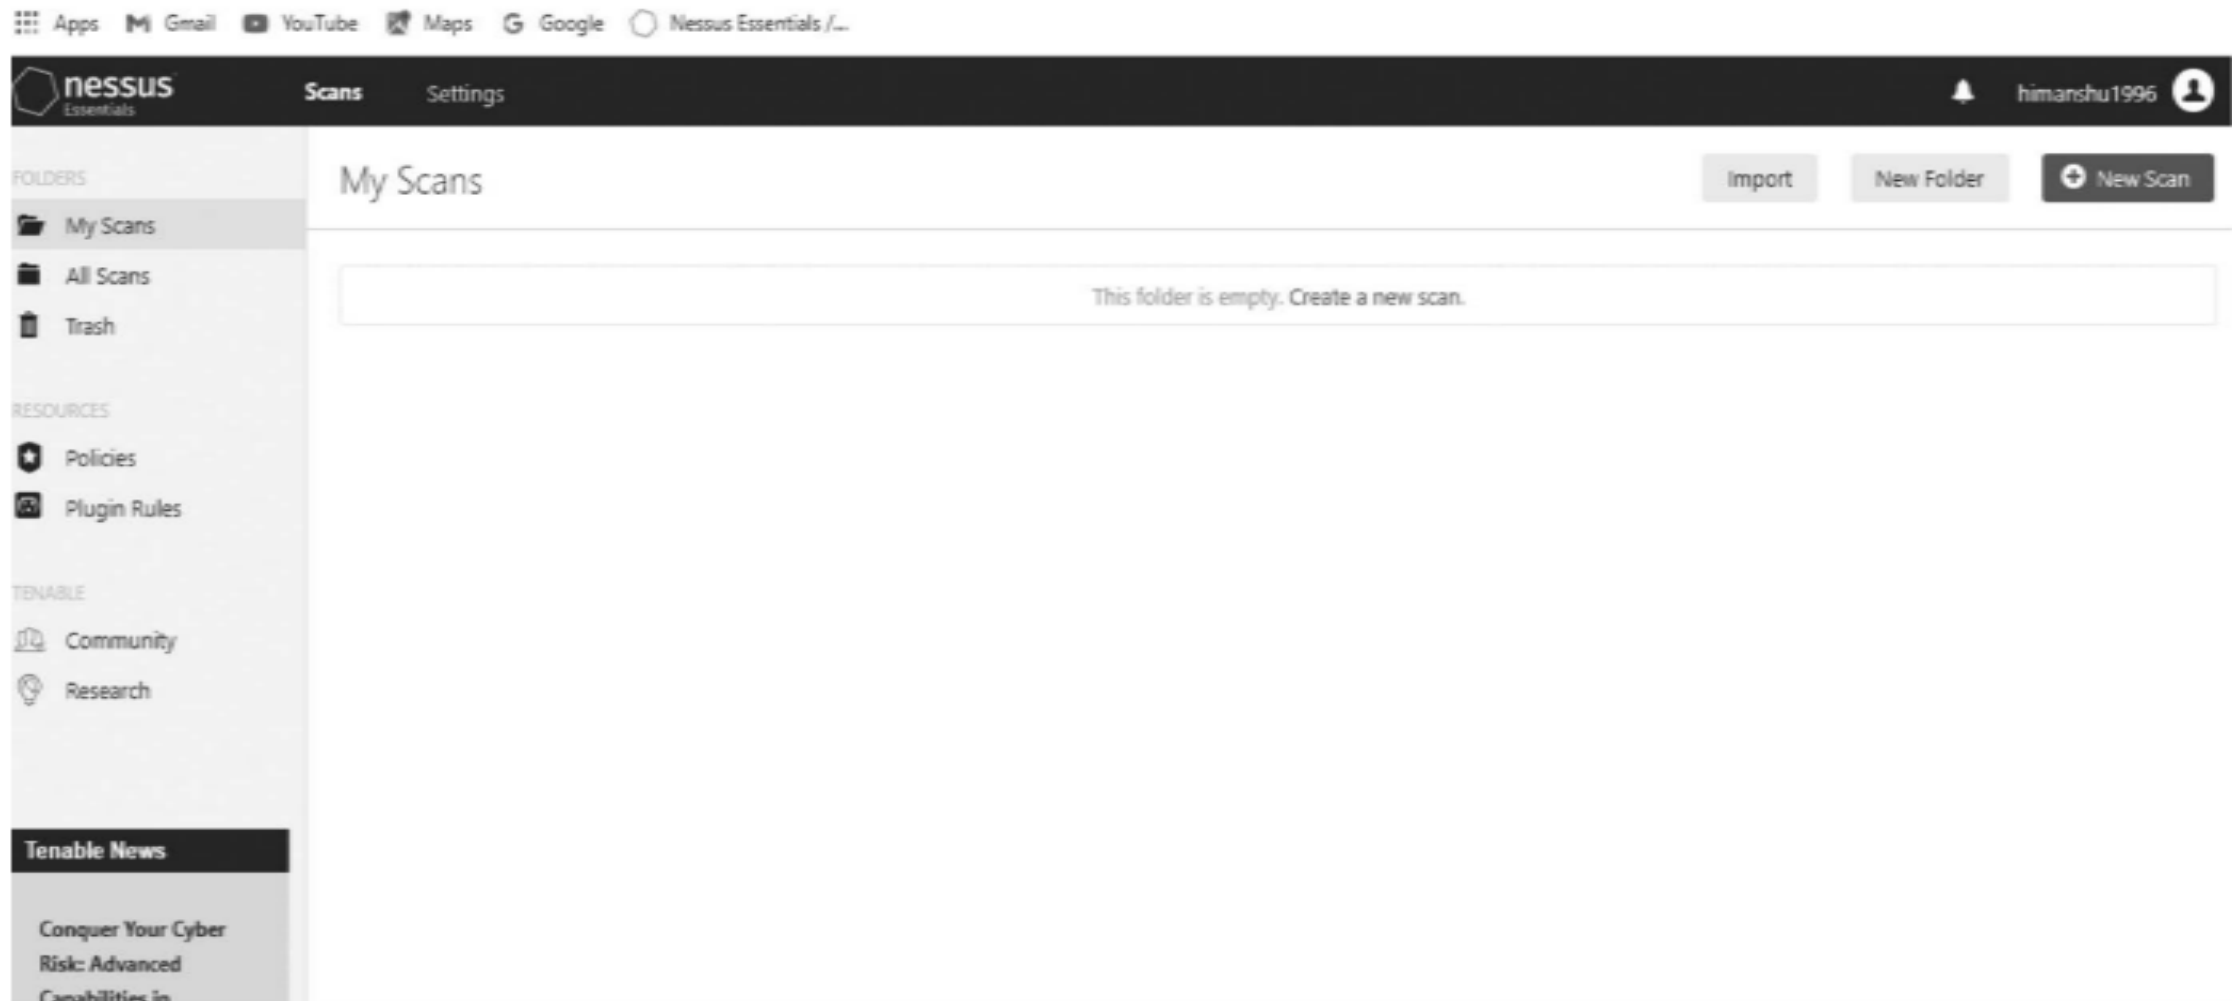 Apps Gmail YouTube Maps Google Nessus Essentials /...
nessus
Essentials
Scans Settings himanshu1996
FOLDERS
My Scans
All Scans
Trash
RESOURCES
Policies
Plugin Rules
TENABLE
Community
Research
Tenable News
Conquer Your Cyber
Risk: Advanced
Capabilities in
My Scans
Import New Folder New Scan
This folder is empty. Create a new scan.